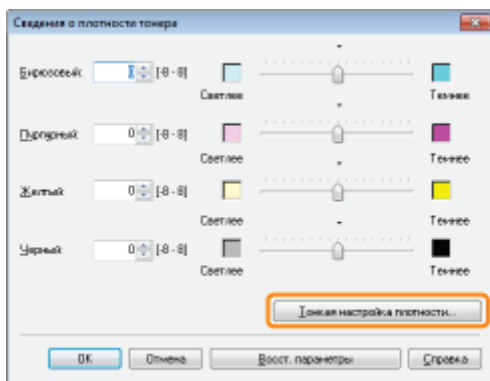 Сведения о плотности тонера
Бирюзовый: 0 [-8 - 8]
Светлее Темнее
Пурпурный: 0 [-8 - 8]
Светлее Темнее
Желтый: 0 [-8 - 8]
Светлее Темнее
Черный: 0 [-8 - 8]
Светлее Темнее
Тонкая настройка плотности...
OK Отмена Восст. параметры Справка